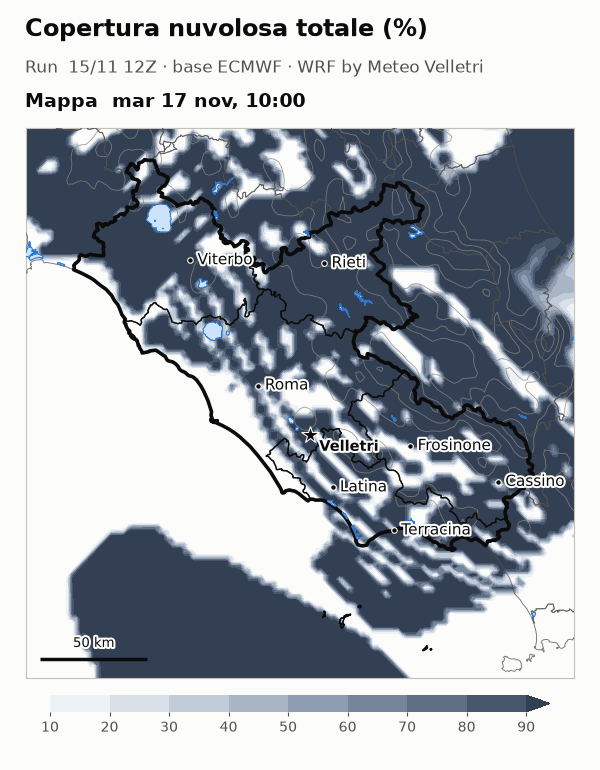 Copertura nuvolosa totale (%)
Run  15/11 12Z · base ECMWF · WRF by Meteo Velletri
Mappa  mar 17 nov, 10:00
Viterbo
Rieti
Roma
Velletri
Frosinone
Cassino
Latina
Terracina
50 km
10 20 30 40 50 60 70 80 90